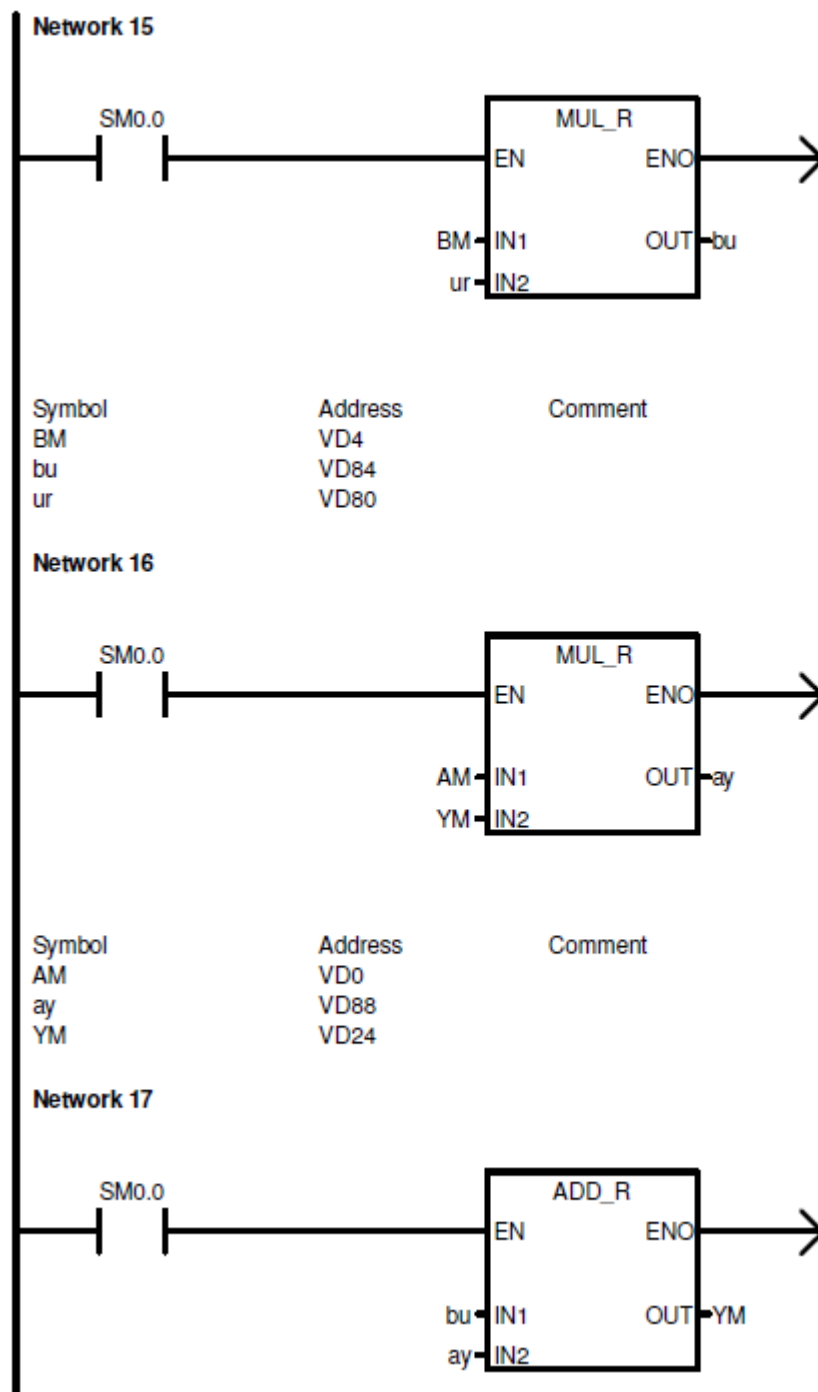 Network 15
SM0.0
MUL_R
EN ENO
BM IN1 OUT bu
ur IN2
Symbol Address Comment
BM VD4
bu VD84
ur VD80
Network 16
SM0.0
MUL_R
EN ENO
AM IN1 OUT ay
YM IN2
Symbol Address Comment
AM VD0
ay VD88
YM VD24
Network 17
SM0.0
ADD_R
EN ENO
bu IN1 OUT YM
ay IN2